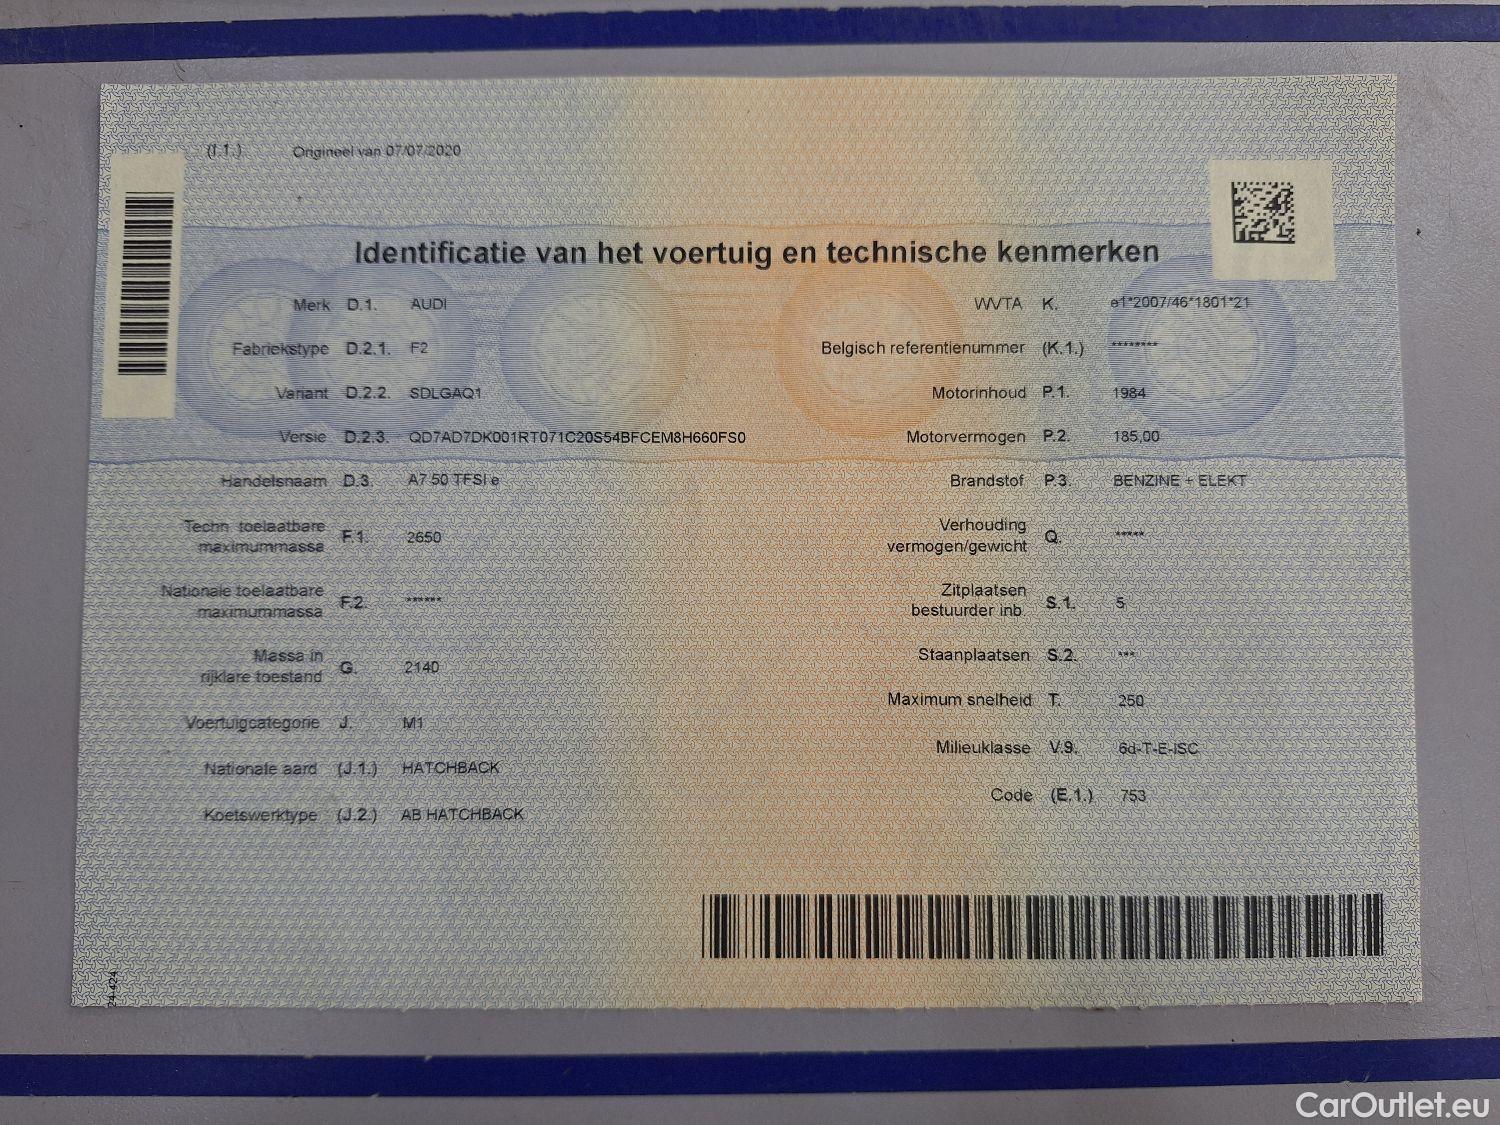 (I.1.) Origineel van 07/07/2020
Identificatie van het voertuig en technische kenmerken
Merk D.1. AUDI
Fabriekstype D.2.1. F2
Variant D.2.2. SDLGAQ1
Versie D.2.3. QD7AD7DK001RT071C20S54BFCEM8H660FS0
Handelsnaam D.3. A7 50 TFSI e
Techn. toelaatbare
maximummassa F.1. 2650
Nationale toelaatbare
maximummassa F.2. ******
Massa in
rijklare toestand G. 2140
Voertuigcategorie J. M1
Nationale aard (J.1.) HATCHBACK
Koetswerktype (J.2.) AB HATCHBACK
WVTA K. e1*2007/46*1801*21
Belgisch referentienummer (K.1.) ********
Motorinhoud P.1. 1984
Motorvermogen P.2. 185,00
Brandstof P.3. BENZINE + ELEKT
Verhouding
vermogen/gewicht Q. *****
Zitplaatsen
bestuurder inb. S.1. 5
Staanplaatsen S.2. ***
Maximum snelheid T. 250
Milieuklasse V.9. 6d-T-E-ISC
Code (E.1.) 753
24-424
CarOutlet.eu